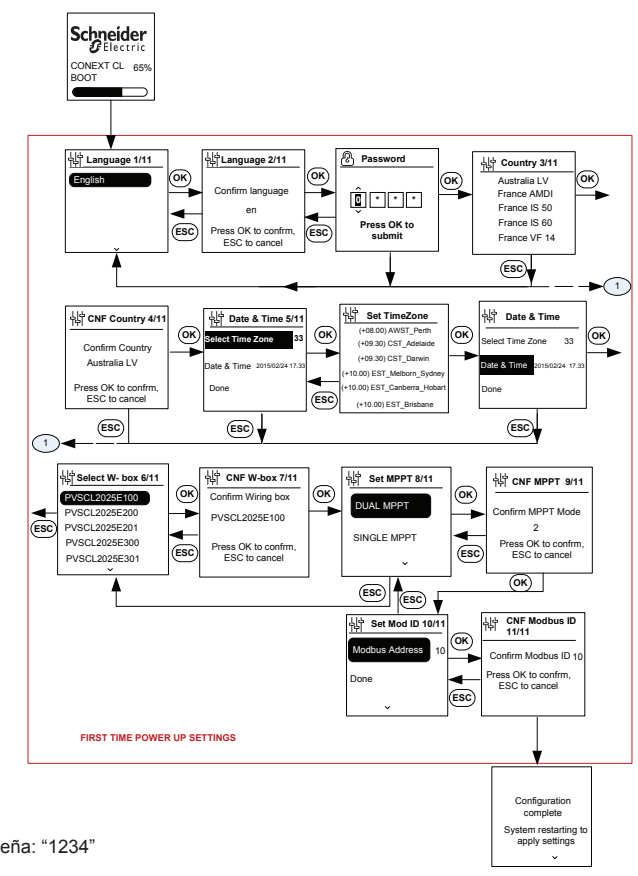 Schneider
Electric
CONEXT CL 65%
BOOT
Language 1/11
English
OK
ESC
Language 2/11
Confirm language
en
Press OK to confrm,
ESC to cancel
OK
ESC
Password
0 * * *
Press OK to
submit
OK
Country 3/11
Australia LV
France AMDI
France IS 50
France IS 60
France VF 14
OK
ESC
1
CNF Country 4/11
Confirm Country
Australia LV
Press OK to confrm,
ESC to cancel
OK
ESC
Date & Time 5/11
Select Time Zone 33
Date & Time 2015/02/24 17.33
Done
OK
ESC
ESC
Set TimeZone
(+08.00) AWST_Perth
(+09.30) CST_Adelaide
(+09.30) CST_Darwin
(+10.00) EST_Melborn_Sydney
(+10.00) EST_Canberra_Hobart
(+10.00) EST_Brisbane
OK
Date & Time
Select Time Zone 33
Date & Time 2015/02/24 17.33
Done
OK
ESC
1
Select W- box 6/11
PVSCL2025E100
PVSCL2025E200
PVSCL2025E201
PVSCL2025E300
PVSCL2025E301
ESC
OK
ESC
CNF W-box 7/11
Confirm Wiring box
PVSCL2025E100
Press OK to confrm,
ESC to cancel
OK
Set MPPT 8/11
DUAL MPPT
SINGLE MPPT
OK
ESC
ESC
ESC
CNF MPPT 9/11
Confirm MPPT Mode
2
Press OK to confrm,
ESC to cancel
OK
Set Mod ID 10/11
Modbus Address 10
Done
OK
ESC
CNF Modbus ID
11/11
Confirm Modbus ID 10
Press OK to confrm,
ESC to cancel
FIRST TIME POWER UP SETTINGS
Configuration
complete
System restarting to
apply settings
eña: “1234”